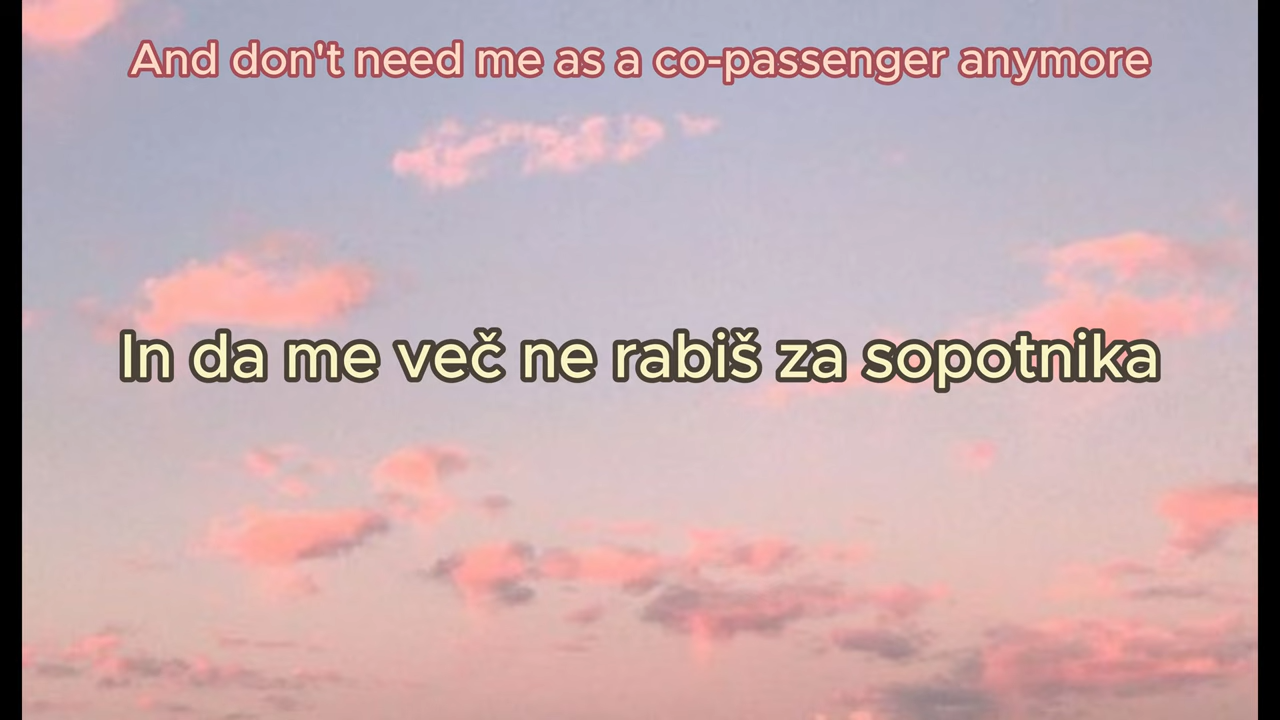 And don't need me as a co-passenger anymore
In da me več ne rabiš za sopotnika